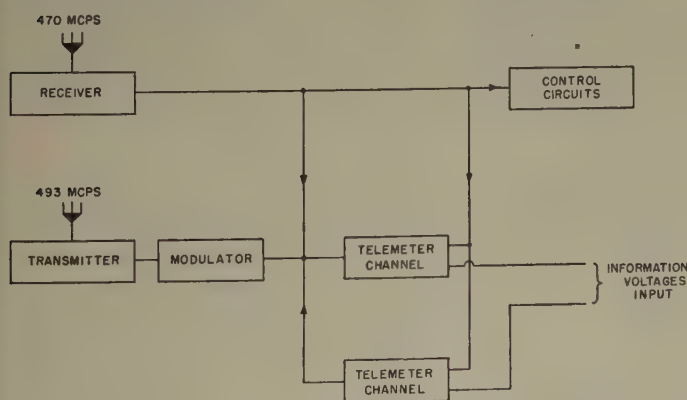 470 MCPS
RECEIVER
CONTROL
CIRCUITS
493 MCPS
TRANSMITTER
MODULATOR
TELEMETER
CHANNEL
INFORMATION
VOLTAGES
INPUT
TELEMETER
CHANNEL